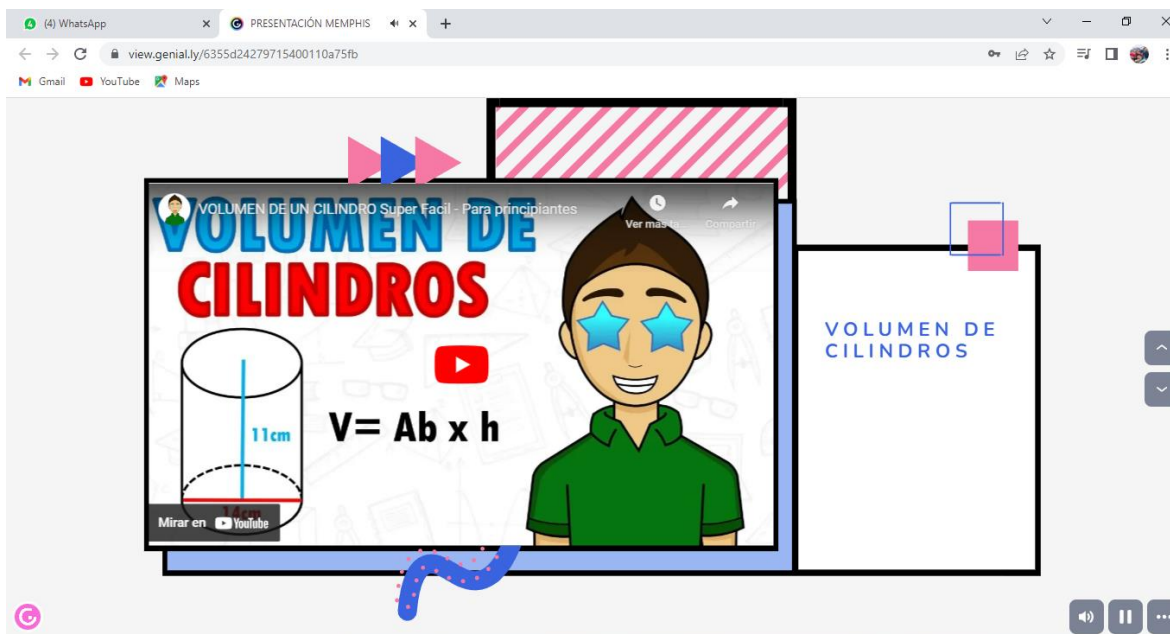 (4) WhatsApp
PRESENTACIÓN MEMPHIS
view.genial.ly/6355d24279715400110a75fb
Gmail YouTube Maps
VOLUMEN DE UN CILINDRO Super Facil - Para principiantes
Ver más ta...
Compartir
VOLUMEN DE
CILINDROS
11cm
V= Ab x h
14cm
Mirar en YouTube
VOLUMEN DE
CILINDROS